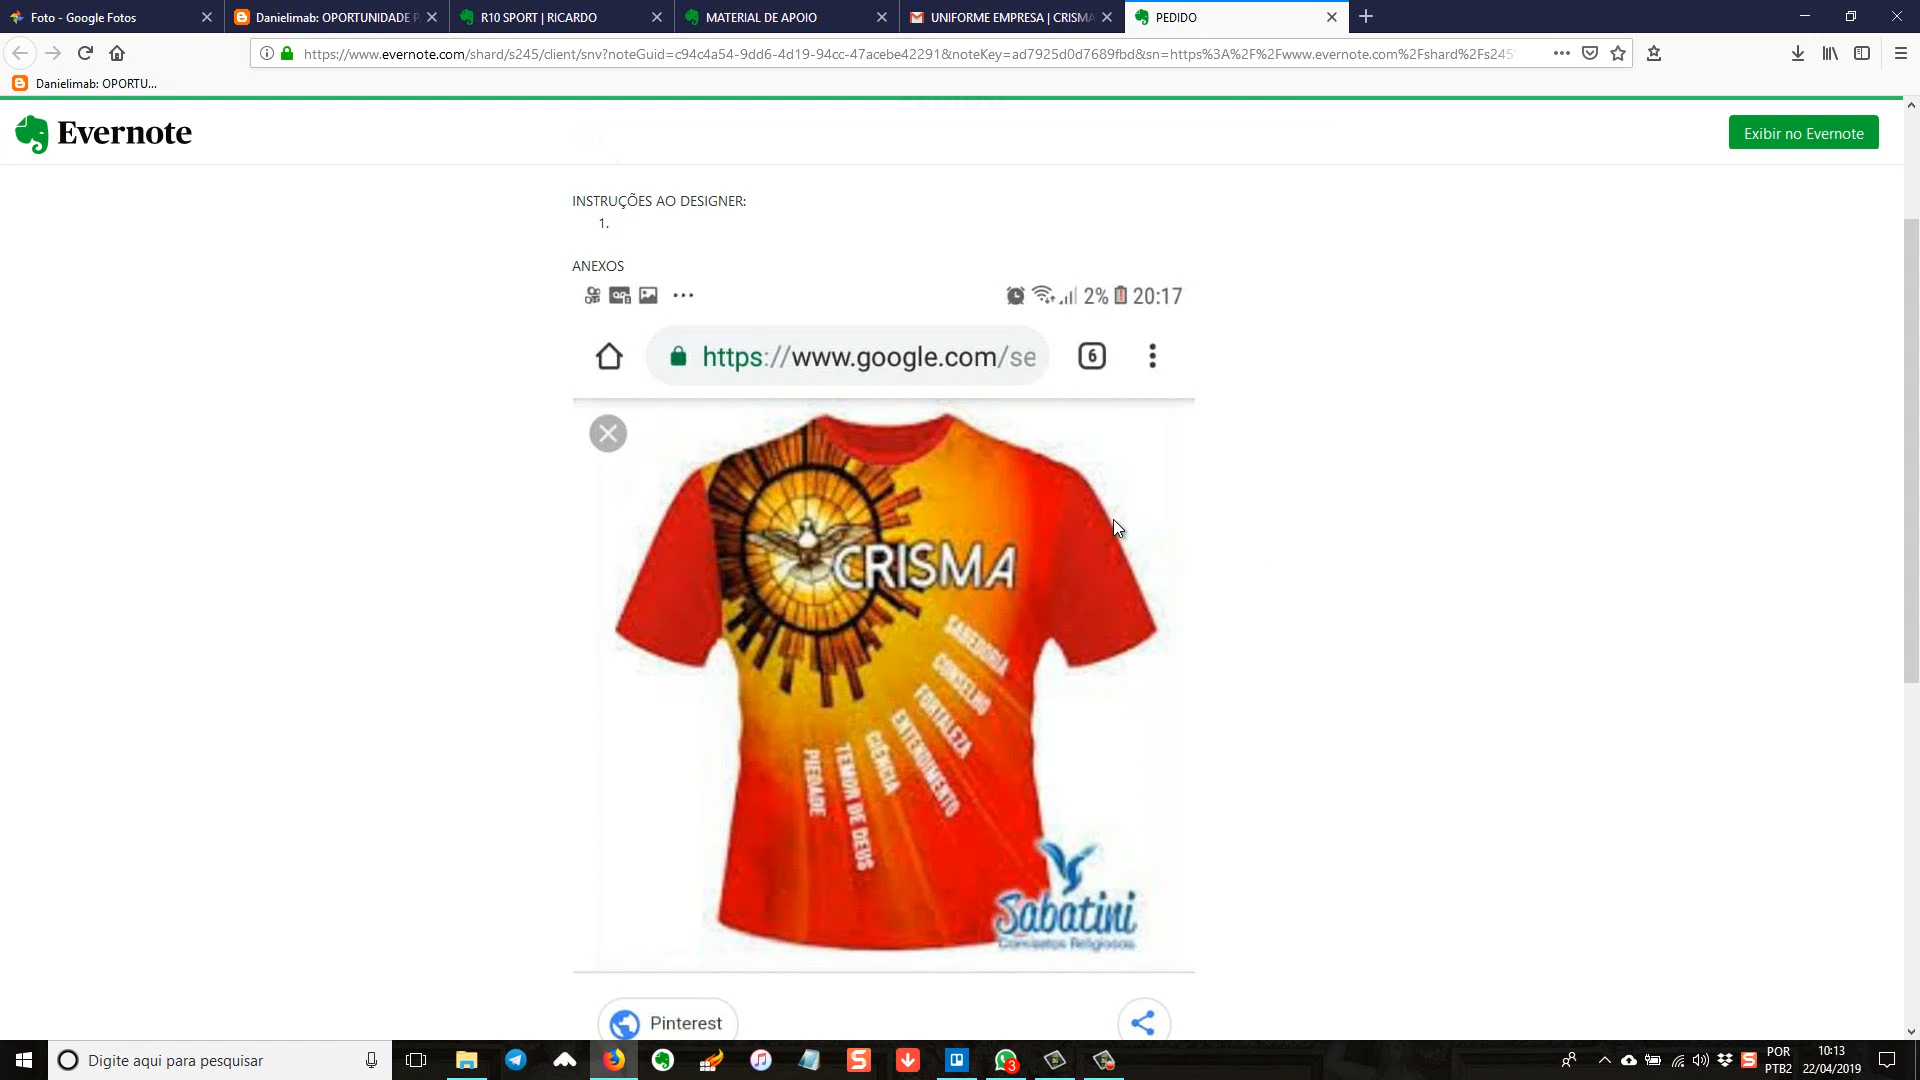 Foto - Google Fotos
Danielimab: OPORTUNIDADE P
R10 SPORT | RICARDO
MATERIAL DE APOIO
UNIFORME EMPRESA | CRISMA
PEDIDO
https://www.evernote.com/shard/s245/client/snv?noteGuid=c94c4a54-9dd6-4d19-94cc-47acebe42291&noteKey=ad7925d0d7689fbd&sn=https%3A%2F%2Fwww.evernote.com%2Fshard%2Fs245
Danielimab: OPORTU...
Evernote
Exibir no Evernote
INSTRUÇÕES AO DESIGNER:
1.
ANEXOS
2% 20:17
https://www.google.com/se
6
CRISMA
SABEDORIA
CONSELHO
FORTALEZA
ENTENDIMENTO
CIÊNCIA
TEMOR DE DEUS
PIEDADE
Sabatini
Camisetas Religiosas
Pinterest
Digite aqui para pesquisar
3
POR
PTB2
10:13
22/04/2019